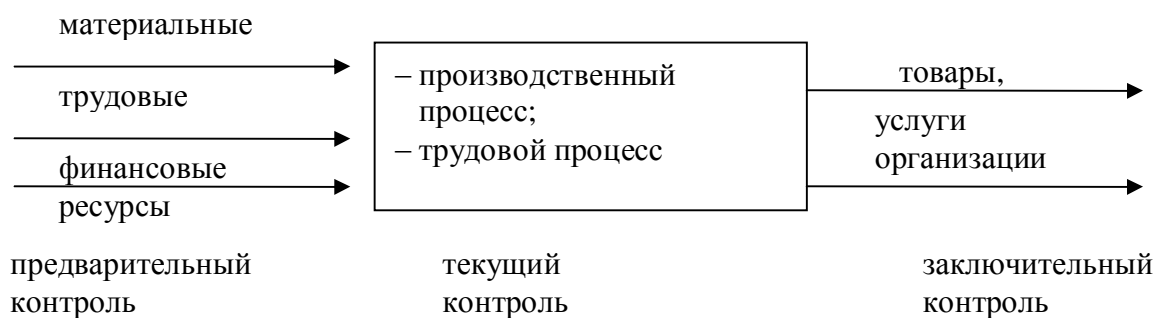 материальные
трудовые
финансовые
ресурсы
– производственный
процесс;
– трудовой процесс
товары,
услуги
организации
предварительный
контроль
текущий
контроль
заключительный
контроль